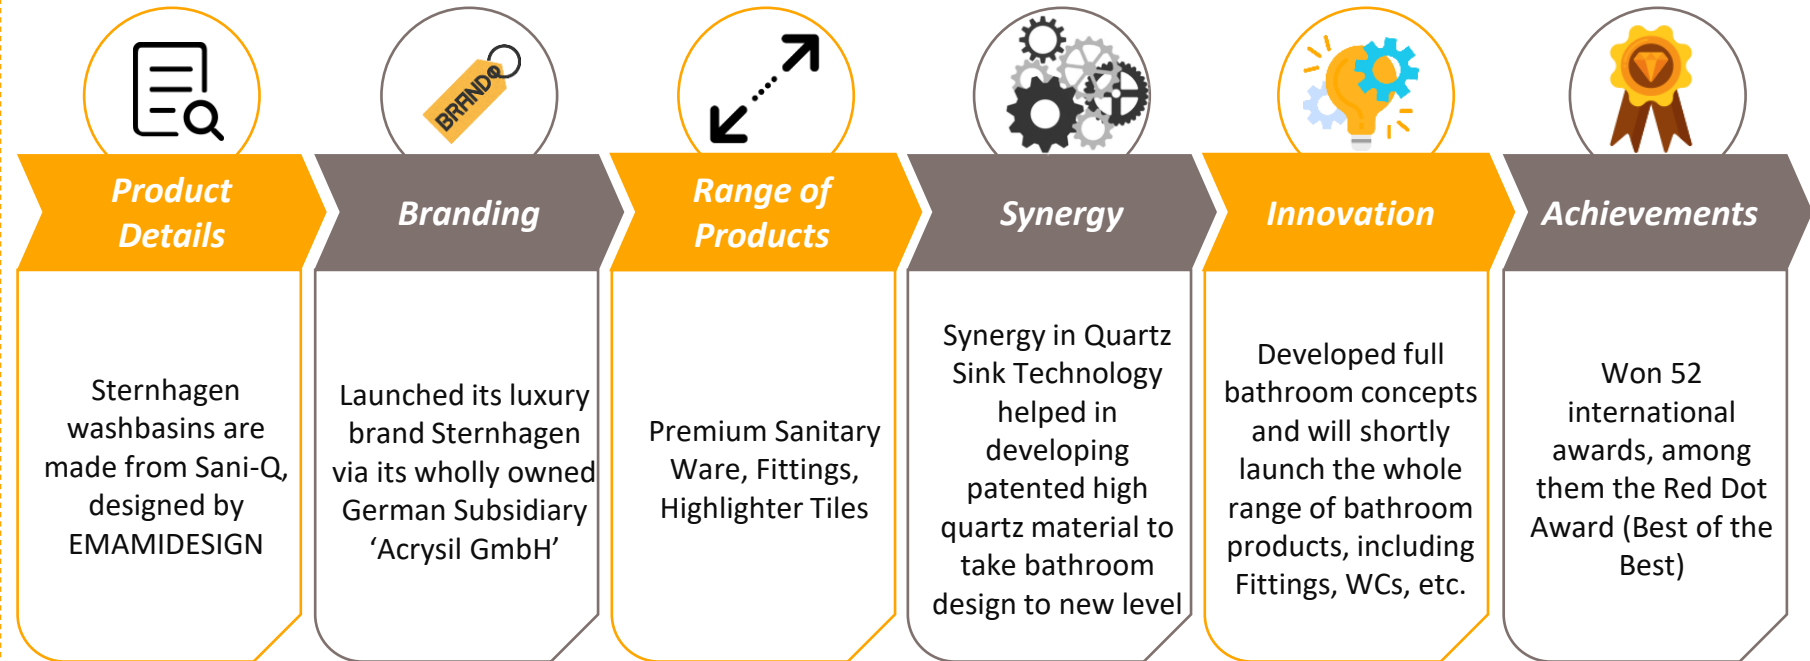 BRAND
Product
Details
Branding
Range of
Products
Synergy
Innovation
Achievements
Sternhagen
washbasins are
made from Sani-Q,
designed by
EMAMIDESIGN
Launched its luxury
brand Sternhagen
via its wholly owned
German Subsidiary
‘Acrysil GmbH’
Premium Sanitary
Ware, Fittings,
Highlighter Tiles
Synergy in Quartz
Sink Technology
helped in
developing
patented high
quartz material to
take bathroom
design to new level
Developed full
bathroom concepts
and will shortly
launch the whole
range of bathroom
products, including
Fittings, WCs, etc.
Won 52
international
awards, among
them the Red Dot
Award (Best of the
Best)